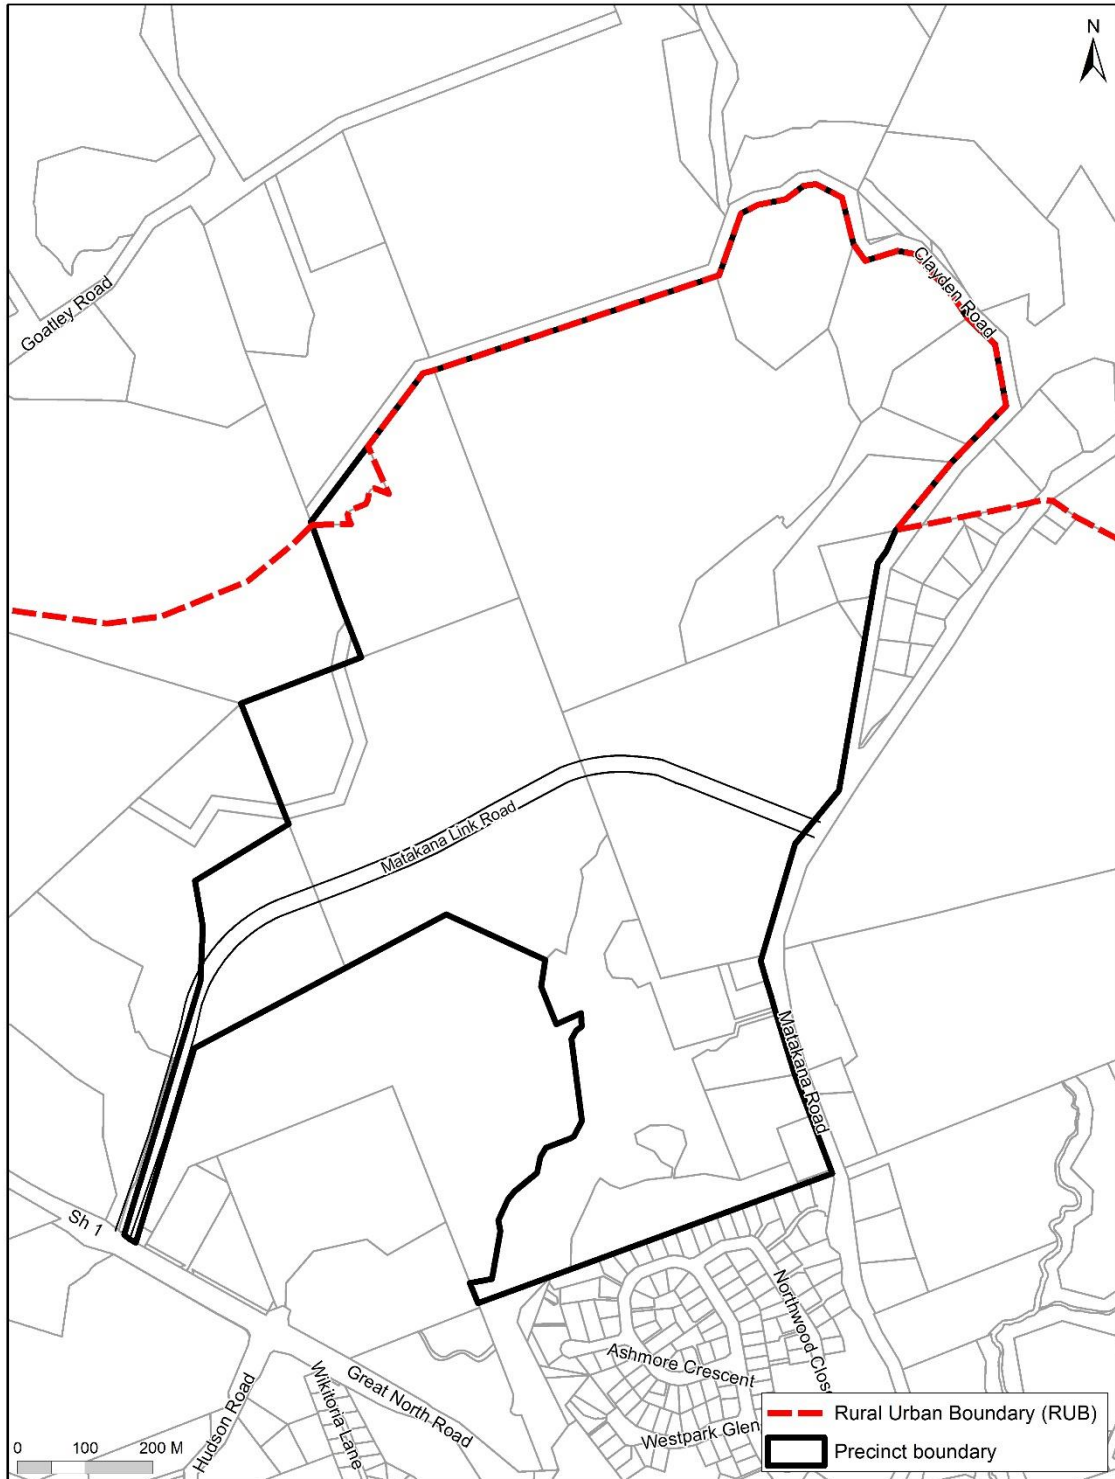 N
Goatley Road
Clayden Road
Matakana Link Road
Matakana Road
Sh 1
Northwood Clos
Ashmore Crescent
Great North Road
Wikitoria Lane
Hudson Road
Westpark Glen
Rural Urban Boundary (RUB)
Precinct boundary
0 100 200 M